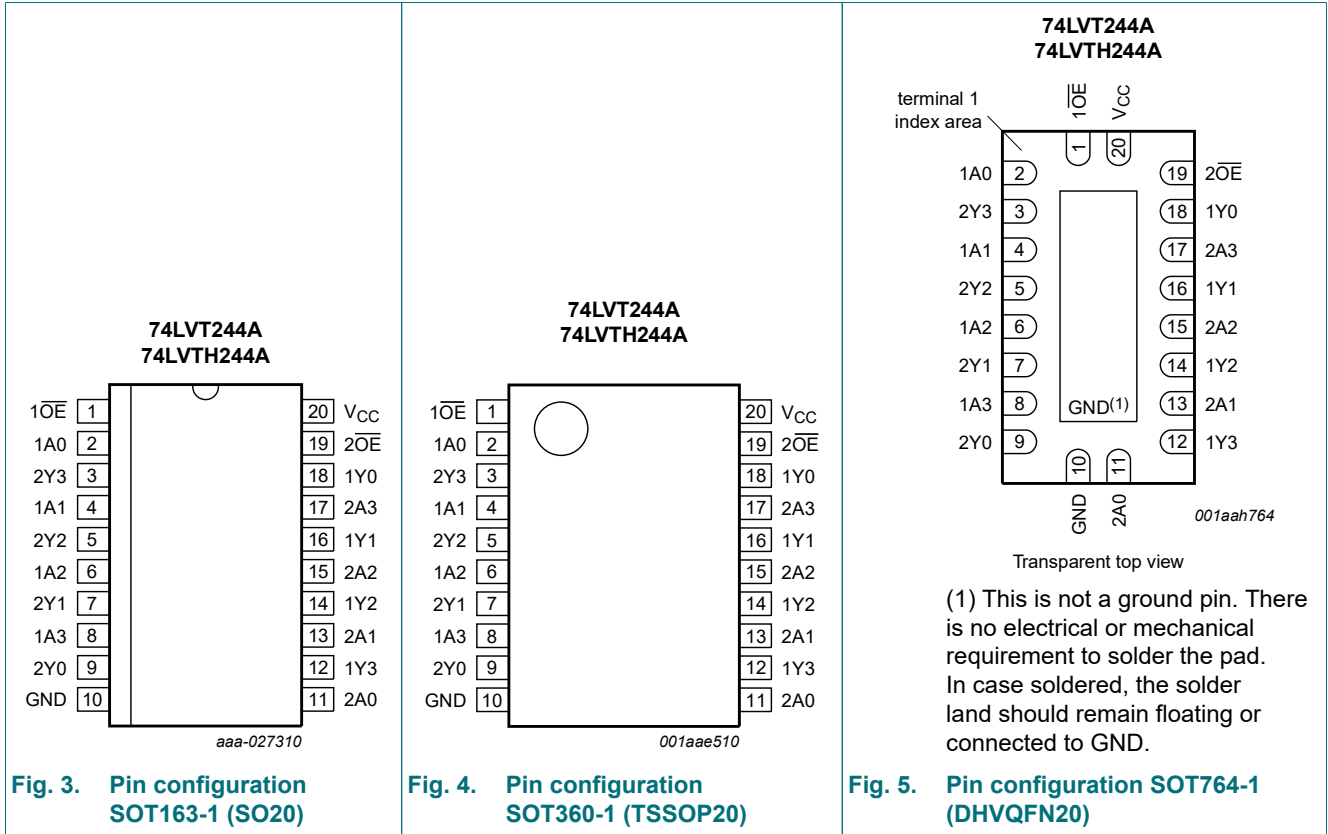 74LVT244A
74LVTH244A
1OE 1
1A0 2
2Y3 3
1A1 4
2Y2 5
1A2 6
2Y1 7
1A3 8
2Y0 9
GND 10
20 VCC
19 2OE
18 1Y0
17 2A3
16 1Y1
15 2A2
14 1Y2
13 2A1
12 1Y3
11 2A0
aaa-027310
Fig. 3. Pin configuration
SOT163-1 (SO20)
74LVT244A
74LVTH244A
1OE 1
1A0 2
2Y3 3
1A1 4
2Y2 5
1A2 6
2Y1 7
1A3 8
2Y0 9
GND 10
20 VCC
19 2OE
18 1Y0
17 2A3
16 1Y1
15 2A2
14 1Y2
13 2A1
12 1Y3
11 2A0
001aae510
Fig. 4. Pin configuration
SOT360-1 (TSSOP20)
74LVT244A
74LVTH244A
terminal 1
index area
1OE
VCC
1
20
1A0 2
2Y3 3
1A1 4
2Y2 5
1A2 6
2Y1 7
1A3 8
2Y0 9
19 2OE
18 1Y0
17 2A3
16 1Y1
15 2A2
14 1Y2
13 2A1
12 1Y3
GND(1)
10
11
GND
2A0
001aah764
Transparent top view
(1) This is not a ground pin. There
is no electrical or mechanical
requirement to solder the pad.
In case soldered, the solder
land should remain floating or
connected to GND.
Fig. 5. Pin configuration SOT764-1
(DHVQFN20)